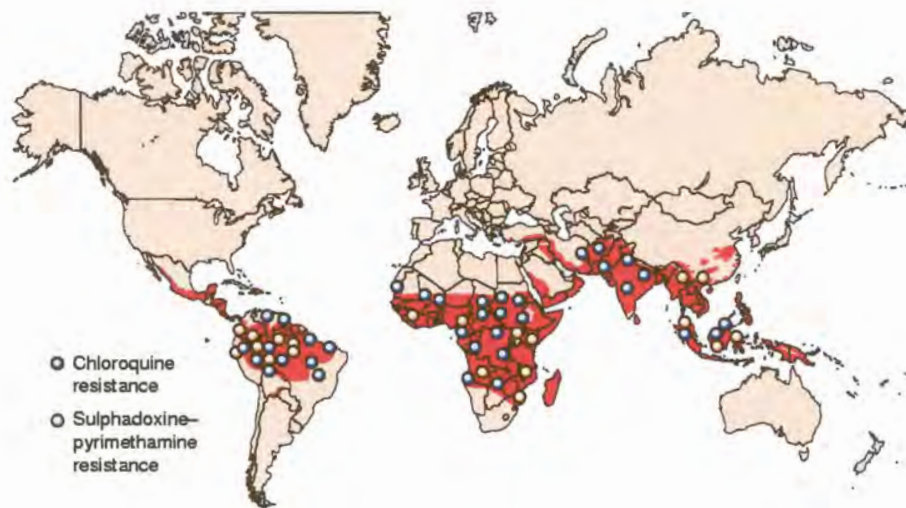 Chloroquine
resistance
Sulphadoxine–
pyrimethamine
resistance